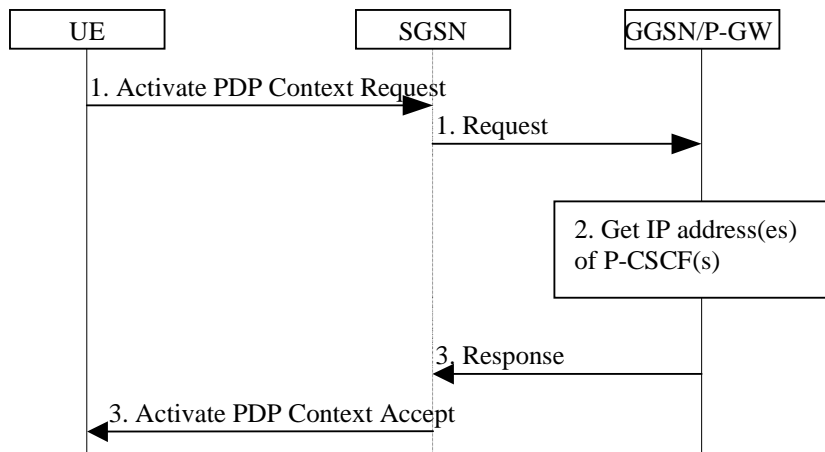 UE
SGSN
GGSN/P-GW
1. Activate PDP Context Request
1. Request
2. Get IP address(es)
of P-CSCF(s)
3. Response
3. Activate PDP Context Accept